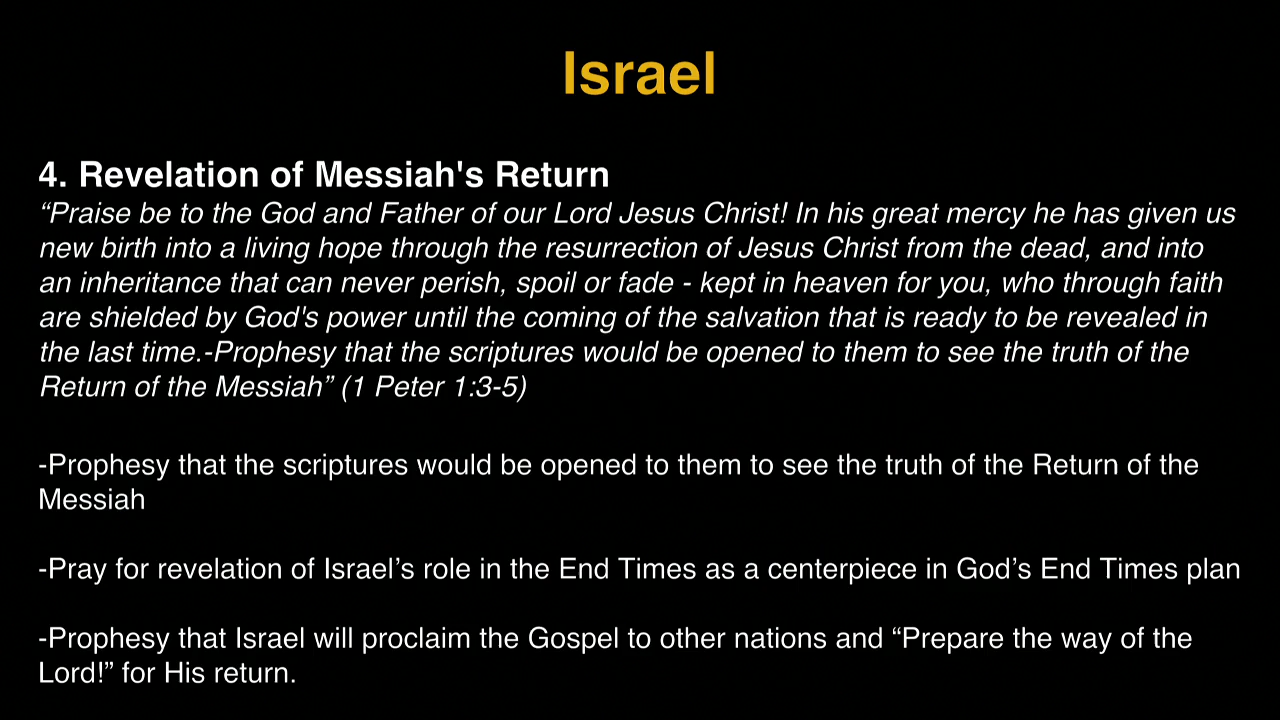 Israel
4. Revelation of Messiah's Return
“Praise be to the God and Father of our Lord Jesus Christ! In his great mercy he has given us
new birth into a living hope through the resurrection of Jesus Christ from the dead, and into
an inheritance that can never perish, spoil or fade - kept in heaven for you, who through faith
are shielded by God's power until the coming of the salvation that is ready to be revealed in
the last time.-Prophesy that the scriptures would be opened to them to see the truth of the
Return of the Messiah” (1 Peter 1:3-5)
-Prophesy that the scriptures would be opened to them to see the truth of the Return of the
Messiah
-Pray for revelation of Israel’s role in the End Times as a centerpiece in God’s End Times plan
-Prophesy that Israel will proclaim the Gospel to other nations and “Prepare the way of the
Lord!” for His return.